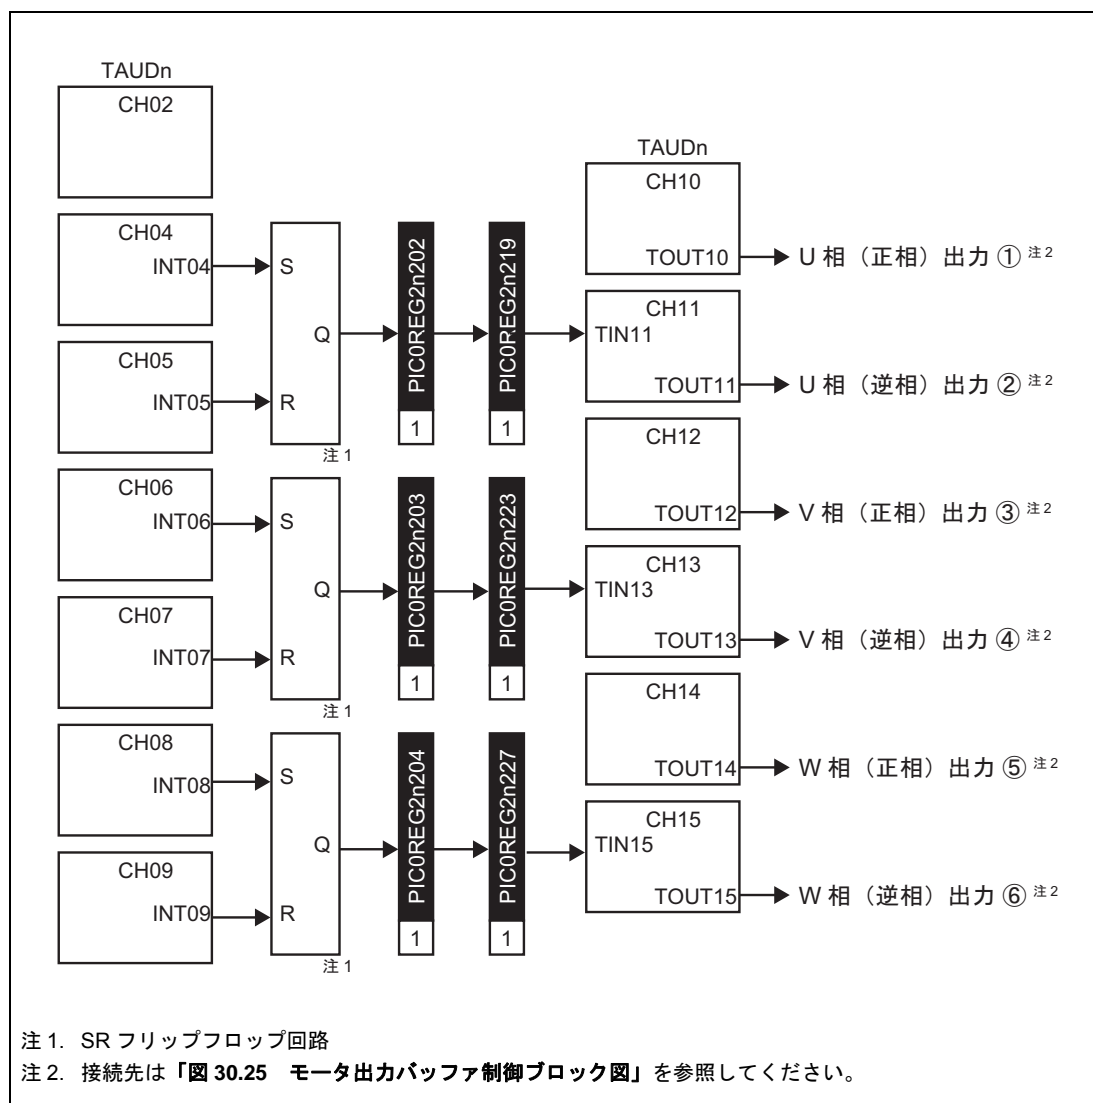 TAUDn
CH02
CH04
INT04
CH05
INT05
S
Q
R
注 1
PIC0REG2n202
1
PIC0REG2n219
1
CH06
INT06
CH07
INT07
S
Q
R
注 1
PIC0REG2n203
1
PIC0REG2n223
1
CH08
INT08
CH09
INT09
S
Q
R
注 1
PIC0REG2n204
1
PIC0REG2n227
1
TAUDn
CH10
TOUT10
U 相（正相）出力 ① 注 2
CH11
TIN11
TOUT11
U 相（逆相）出力 ② 注 2
CH12
TOUT12
V 相（正相）出力 ③ 注 2
CH13
TIN13
TOUT13
V 相（逆相）出力 ④ 注 2
CH14
TOUT14
W 相（正相）出力 ⑤ 注 2
CH15
TIN15
TOUT15
W 相（逆相）出力 ⑥ 注 2
注 1. SR フリップフロップ回路
注 2. 接続先は「図 30.25 モータ出力バッファ制御ブロック図」を参照してください。